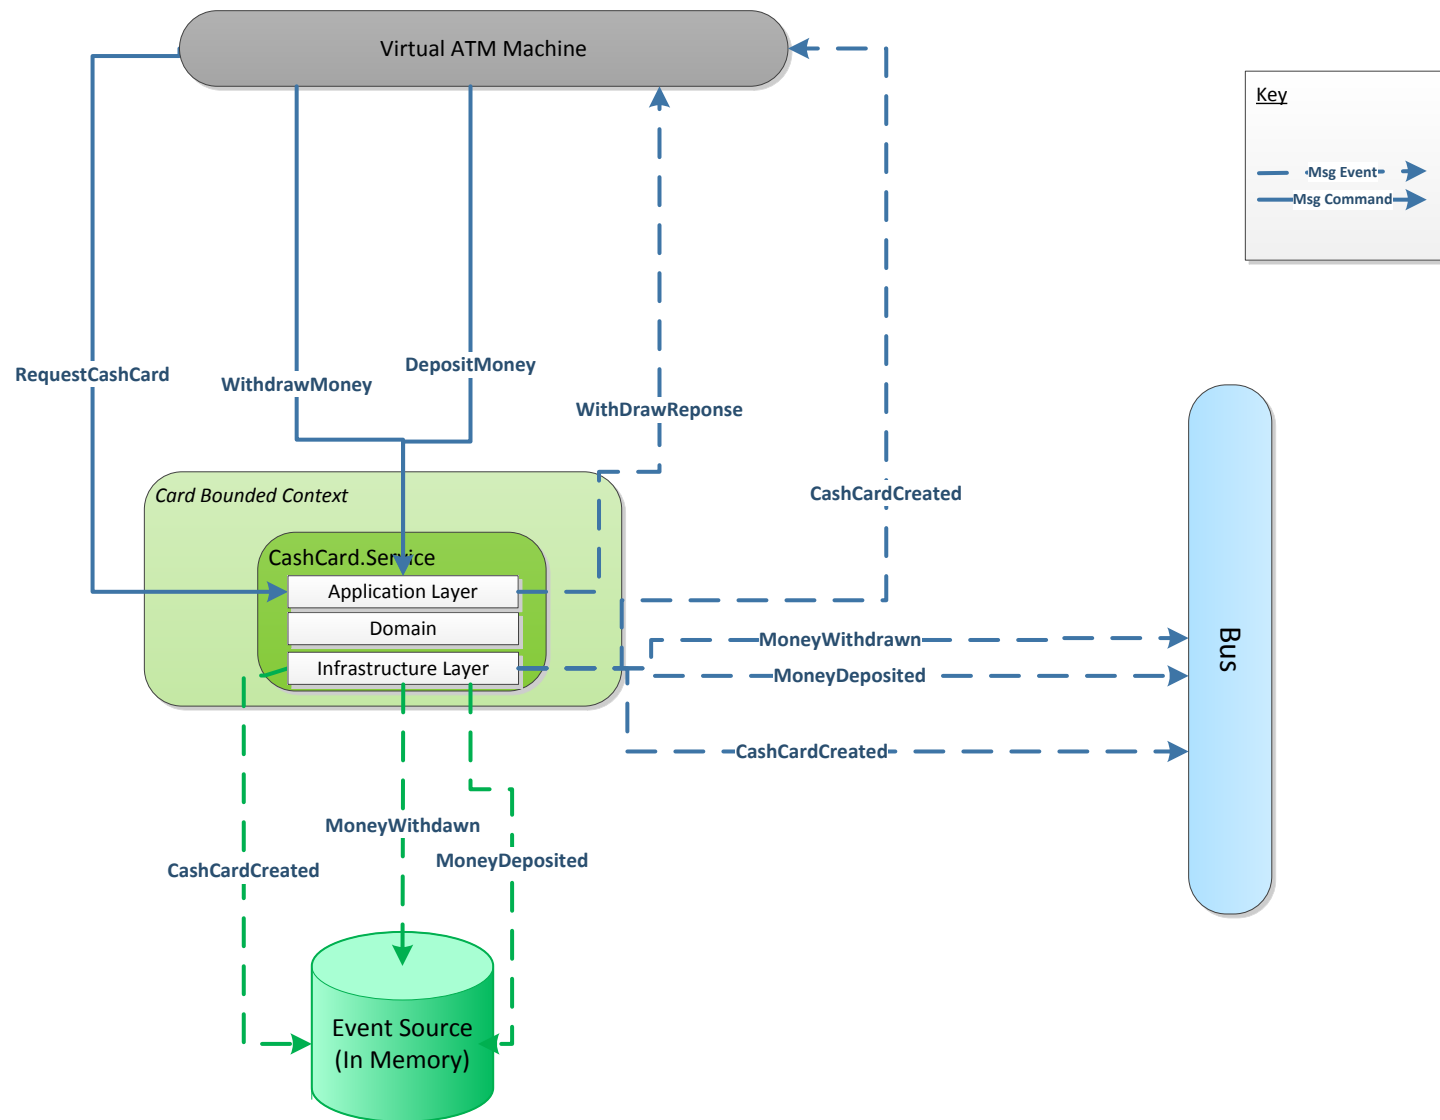 Virtual ATM Machine
Key
Msg Event
Msg Command
RequestCashCard
WithdrawMoney
DepositMoney
WithDrawReponse
CashCardCreated
Card Bounded Context
CashCard.Service
Application Layer
Domain
Infrastructure Layer
MoneyWithdrawn
MoneyDeposited
CashCardCreated
Bus
MoneyWithdawn
MoneyDeposited
CashCardCreated
Event Source
(In Memory)